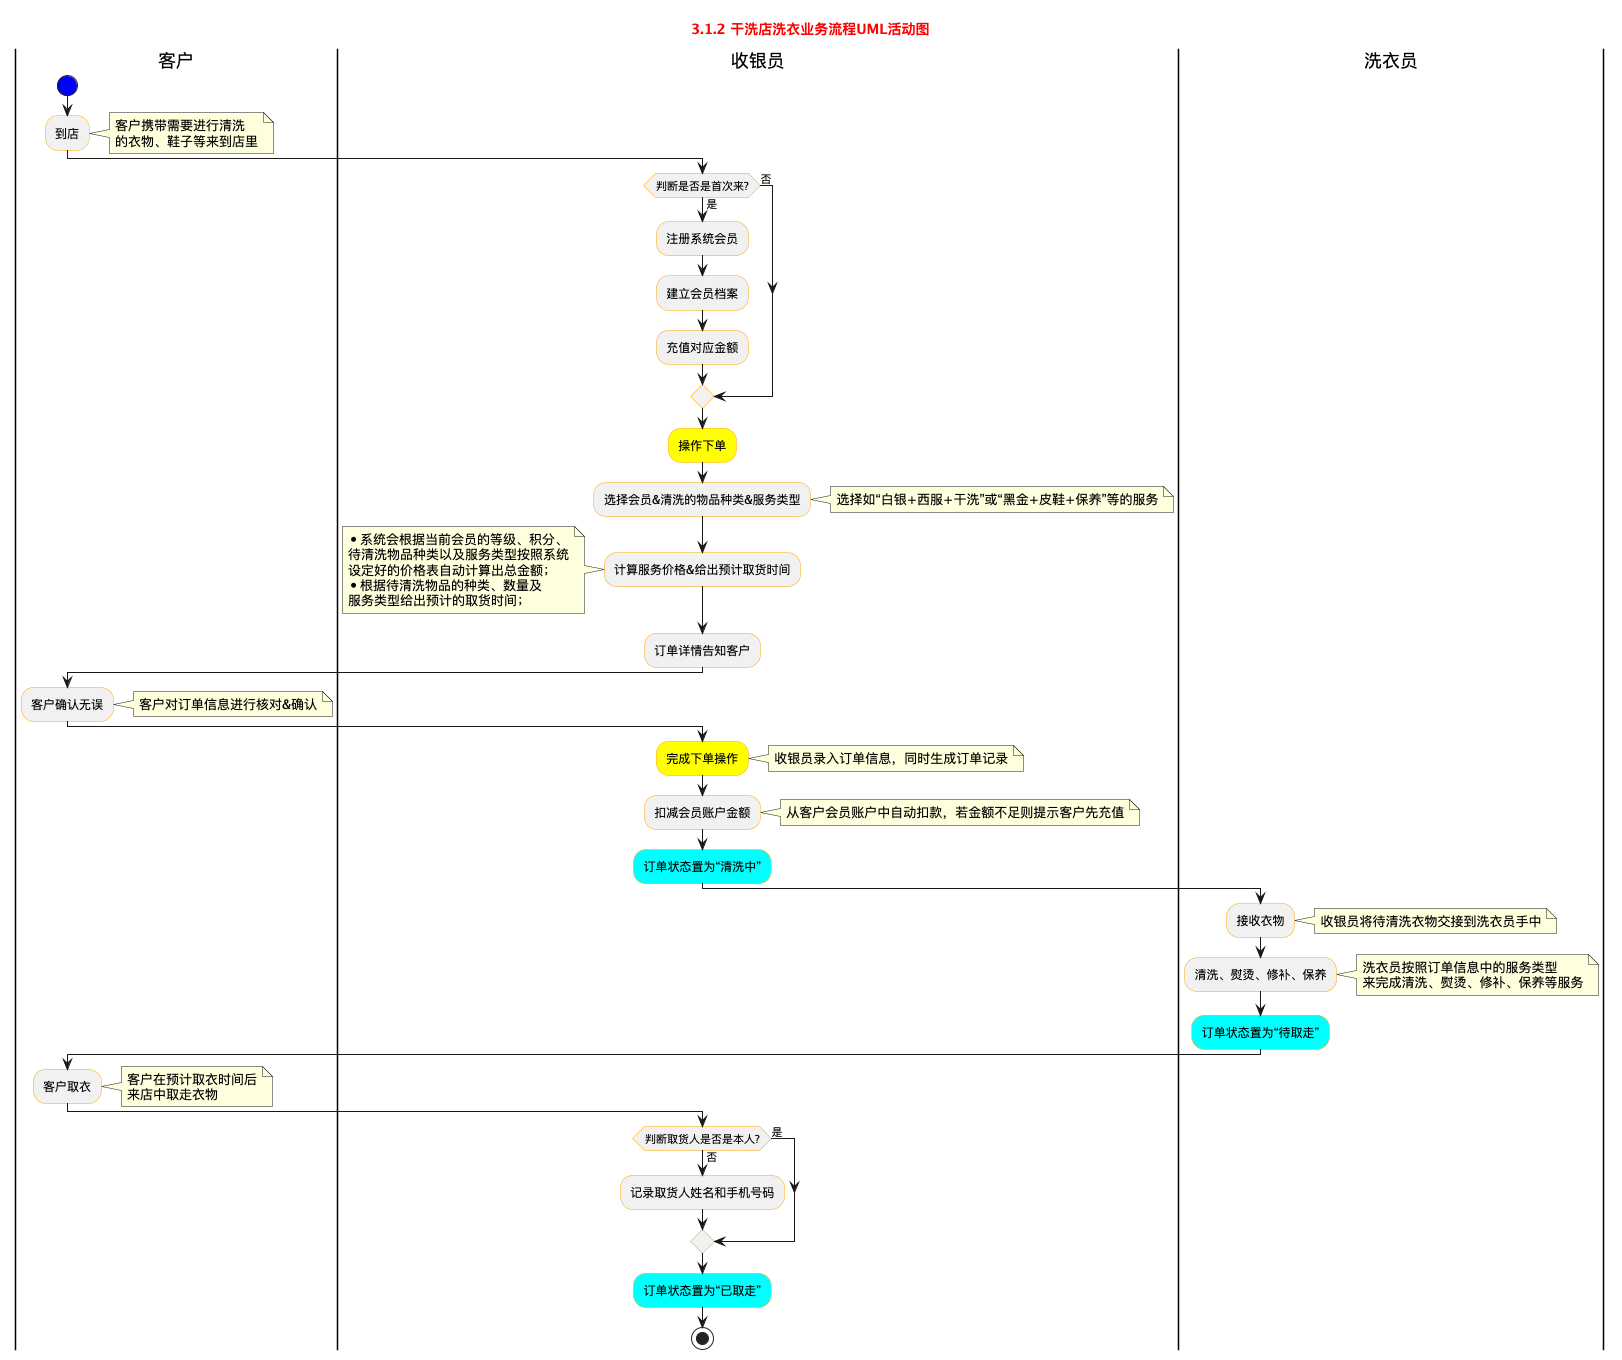 3.1.2 干洗店洗衣业务流程UML活动图
客户
收银员
洗衣员
到店
客户携带需要进行清洗
的衣物、鞋子等来到店里
判断是否是首次来?
否
是
注册系统会员
建立会员档案
充值对应金额
操作下单
选择会员&清洗的物品种类&服务类型
选择如“白银+西服+干洗”或“黑金+皮鞋+保养”等的服务
• 系统会根据当前会员的等级、积分、
待清洗物品种类以及服务类型按照系统
设定好的价格表自动计算出总金额；
• 根据待清洗物品的种类、数量及
服务类型给出预计的取货时间；
计算服务价格&给出预计取货时间
订单详情告知客户
客户确认无误
客户对订单信息进行核对&确认
完成下单操作
收银员录入订单信息，同时生成订单记录
扣减会员账户金额
从客户会员账户中自动扣款，若金额不足则提示客户先充值
订单状态置为“清洗中”
接收衣物
收银员将待清洗衣物交接到洗衣员手中
清洗、熨烫、修补、保养
洗衣员按照订单信息中的服务类型
来完成清洗、熨烫、修补、保养等服务
订单状态置为“待取走”
客户取衣
客户在预计取衣时间后
来店中取走衣物
判断取货人是否是本人?
是
否
记录取货人姓名和手机号码
订单状态置为“已取走”